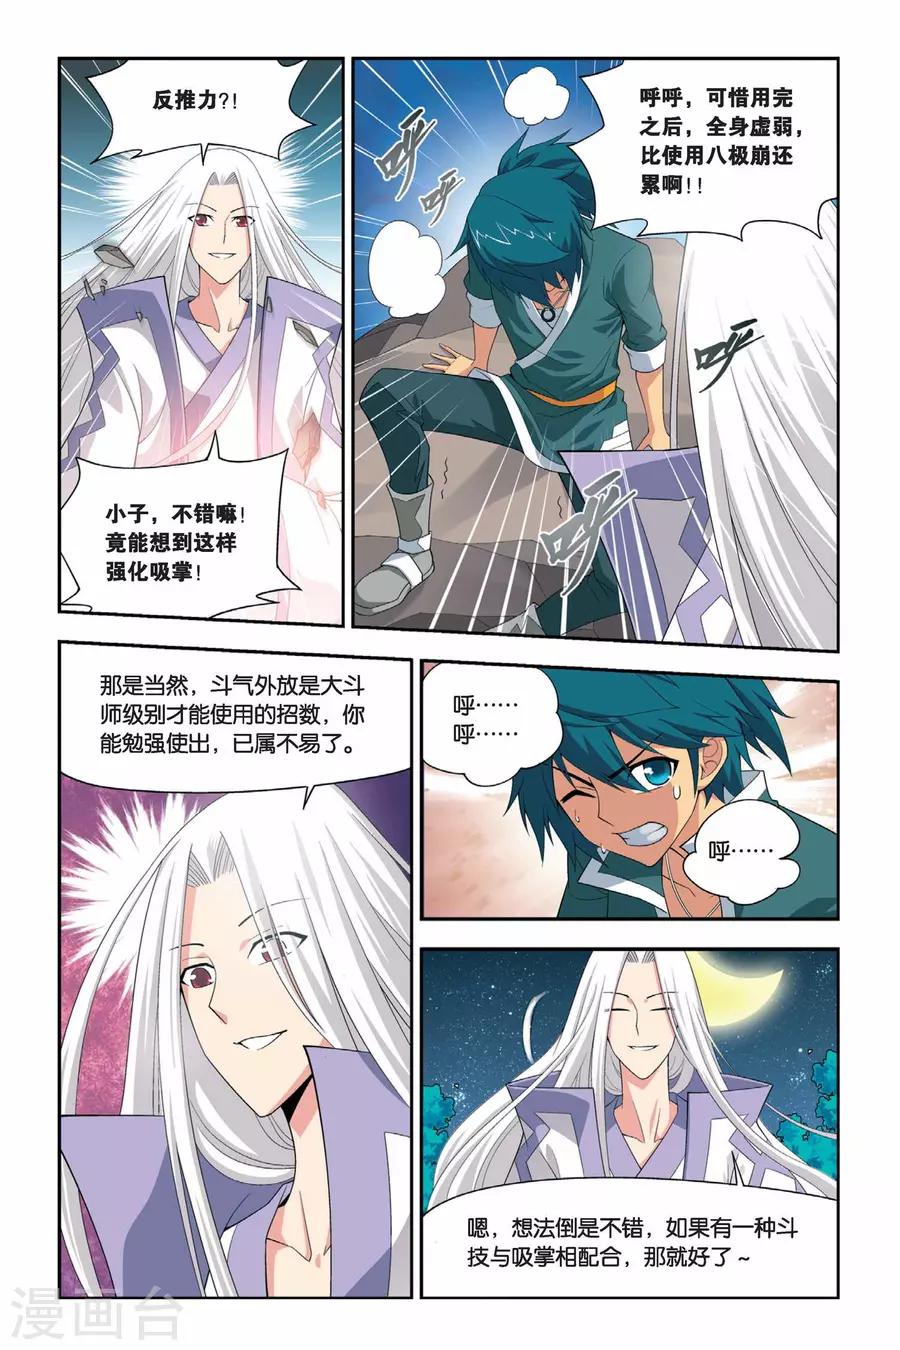 反推力?!
小子，不错嘛！
竟能想到这样
强化吸掌！
呼
呼
呼呼，可惜用完
之后，全身虚弱，
比使用八极崩还
累啊！！
呼
呼
那是当然，斗气外放是大斗
师级别才能使用的招数，你
能勉强使出，已属不易了。
呼……
呼……
呼……
嗯，想法倒是不错，如果有一种斗
技与吸掌相配合，那就好了~
漫画台